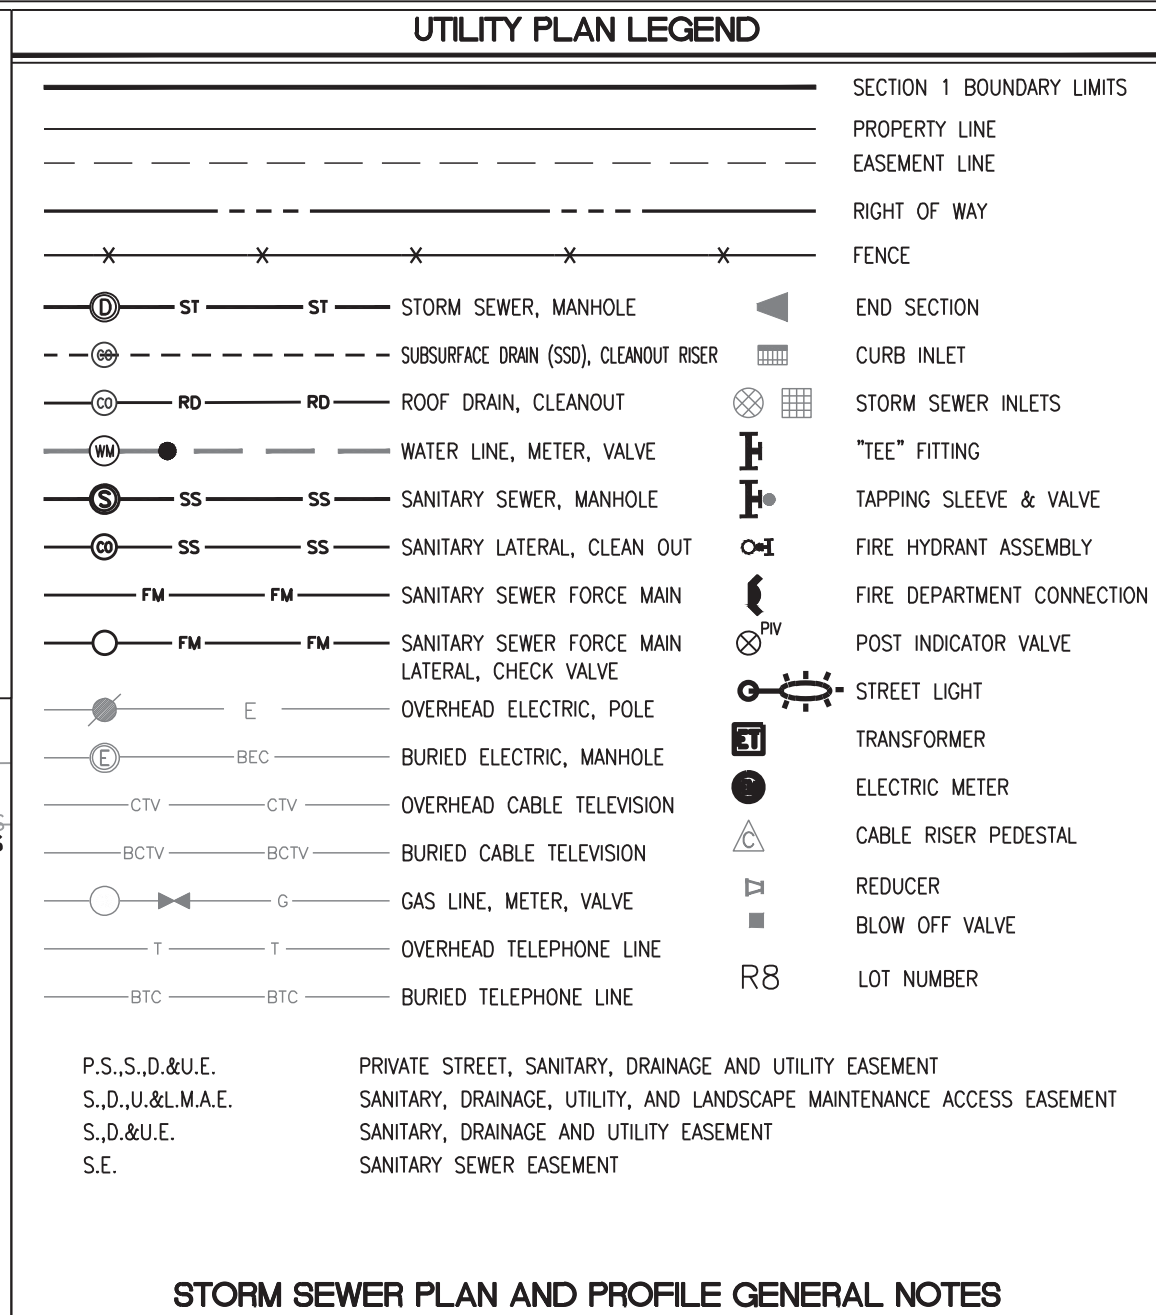 UTILITY PLAN LEGEND
SECTION 1 BOUNDARY LIMITS
PROPERTY LINE
EASEMENT LINE
RIGHT OF WAY
X X X X X FENCE
D ST ST STORM SEWER, MANHOLE
END SECTION
CO SUBSURFACE DRAIN (SSD), CLEANOUT RISER
CURB INLET
CO RD RD ROOF DRAIN, CLEANOUT
STORM SEWER INLETS
WM WATER LINE, METER, VALVE
"TEE" FITTING
S SS SS SANITARY SEWER, MANHOLE
TAPPING SLEEVE & VALVE
CO SS SS SANITARY LATERAL, CLEAN OUT
FIRE HYDRANT ASSEMBLY
FM FM SANITARY SEWER FORCE MAIN
FIRE DEPARTMENT CONNECTION
FM FM SANITARY SEWER FORCE MAIN
LATERAL, CHECK VALVE
PIV POST INDICATOR VALVE
STREET LIGHT
E OVERHEAD ELECTRIC, POLE
ET TRANSFORMER
E BEC BURIED ELECTRIC, MANHOLE
ELECTRIC METER
CTV CTV OVERHEAD CABLE TELEVISION
C CABLE RISER PEDESTAL
BCTV BCTV BURIED CABLE TELEVISION
REDUCER
G GAS LINE, METER, VALVE
BLOW OFF VALVE
T T OVERHEAD TELEPHONE LINE
R8 LOT NUMBER
BTC BTC BURIED TELEPHONE LINE
P.S.,S.,D.&U.E. PRIVATE STREET, SANITARY, DRAINAGE AND UTILITY EASEMENT
S.,D.,U.&L.M.A.E. SANITARY, DRAINAGE, UTILITY, AND LANDSCAPE MAINTENANCE ACCESS EASEMENT
S.,D.&U.E. SANITARY, DRAINAGE AND UTILITY EASEMENT
S.E. SANITARY SEWER EASEMENT
STORM SEWER PLAN AND PROFILE GENERAL NOTES